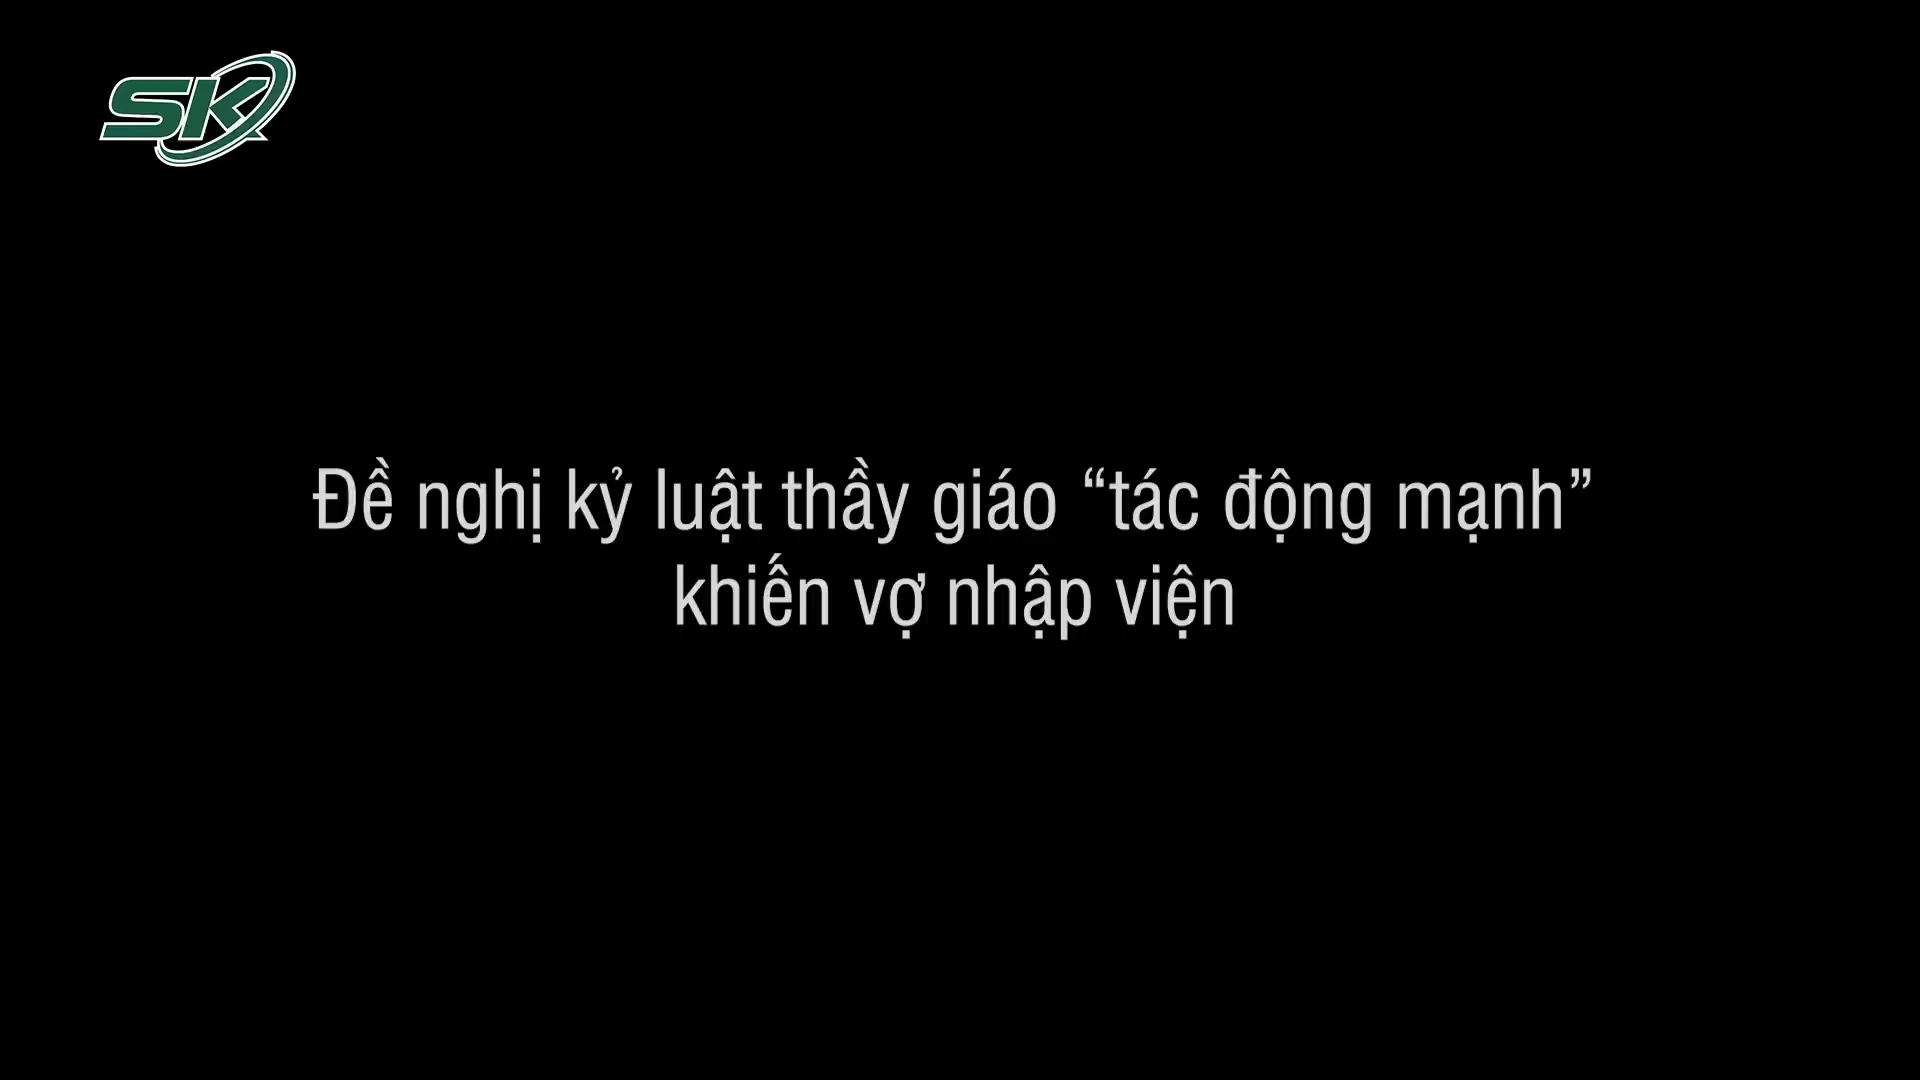 SK
Đề nghị kỷ luật thầy giáo “tác động mạnh”
khiến vợ nhập viện